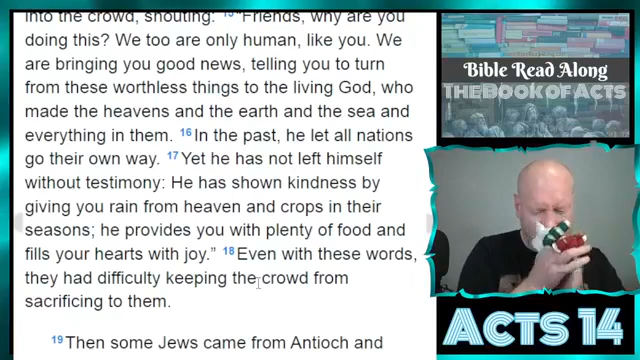 into the crowd, shouting: 15 "Friends, why are you
doing this? We too are only human, like you. We
are bringing you good news, telling you to turn
from these worthless things to the living God, who
made the heavens and the earth and the sea and
everything in them. 16 In the past, he let all nations
go their own way. 17 Yet he has not left himself
without testimony: He has shown kindness by
giving you rain from heaven and crops in their
seasons; he provides you with plenty of food and
fills your hearts with joy.” 18 Even with these words,
they had difficulty keeping the crowd from
sacrificing to them.
19 Then some Jews came from Antioch and
Bible Read Along
THE BOOK OF ACTS
ACTS 14